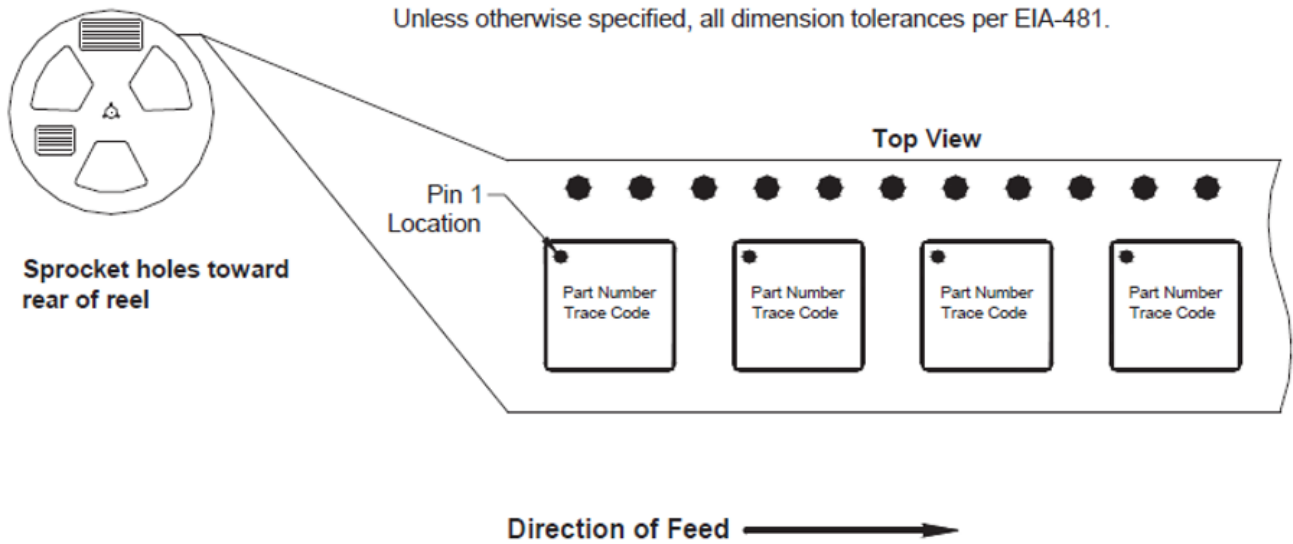 Unless otherwise specified, all dimension tolerances per EIA-481.
Top View
Pin 1
Location
Sprocket holes toward
rear of reel
Part Number
Trace Code
Part Number
Trace Code
Part Number
Trace Code
Part Number
Trace Code
Direction of Feed